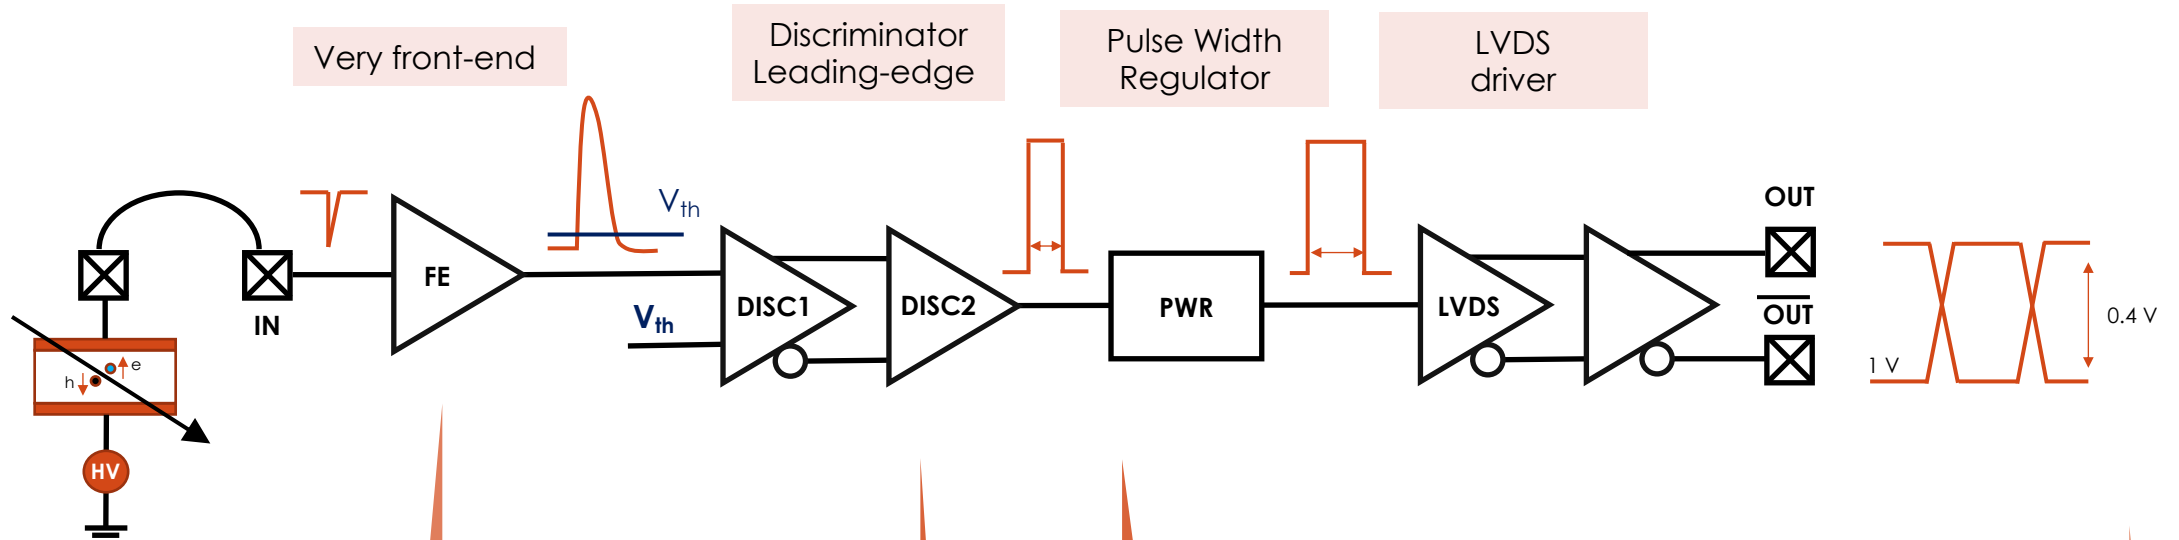 Very front-end
Discriminator
Leading-edge
Pulse Width
Regulator
LVDS
driver
Vth
OUT
FE
IN
DISC1
DISC2
PWR
LVDS
Vth
OUT
0.4 V
1 V
e
h
HV